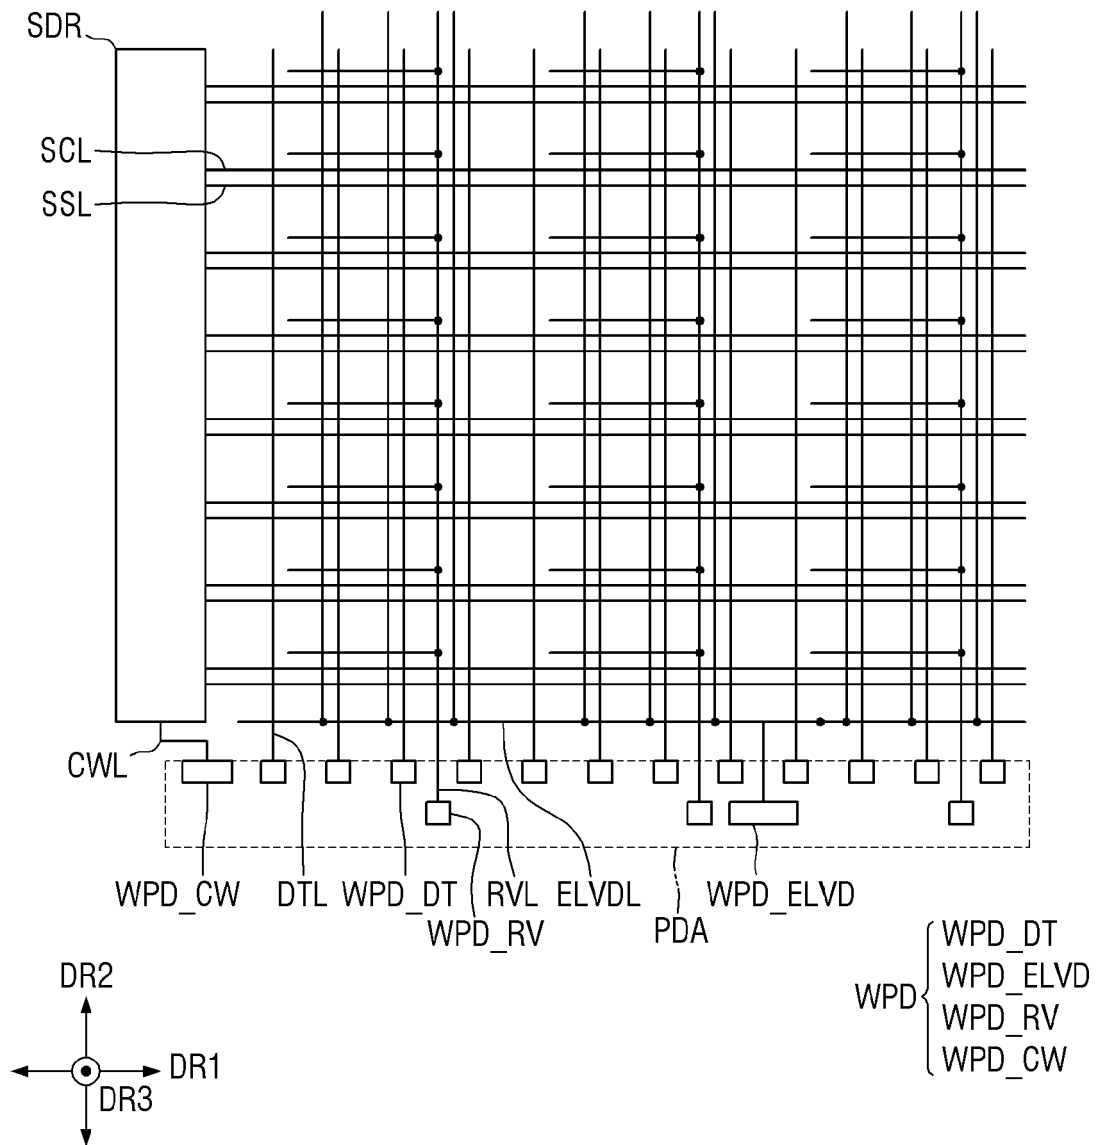 SDR
SCL
SSL
CWL
WPD_CW
DTL
WPD_DT
RVL
ELVDL
WPD_ELVD
WPD_RV
PDA
WPD
WPD_DT
WPD_ELVD
WPD_RV
WPD_CW
DR2
DR1
DR3